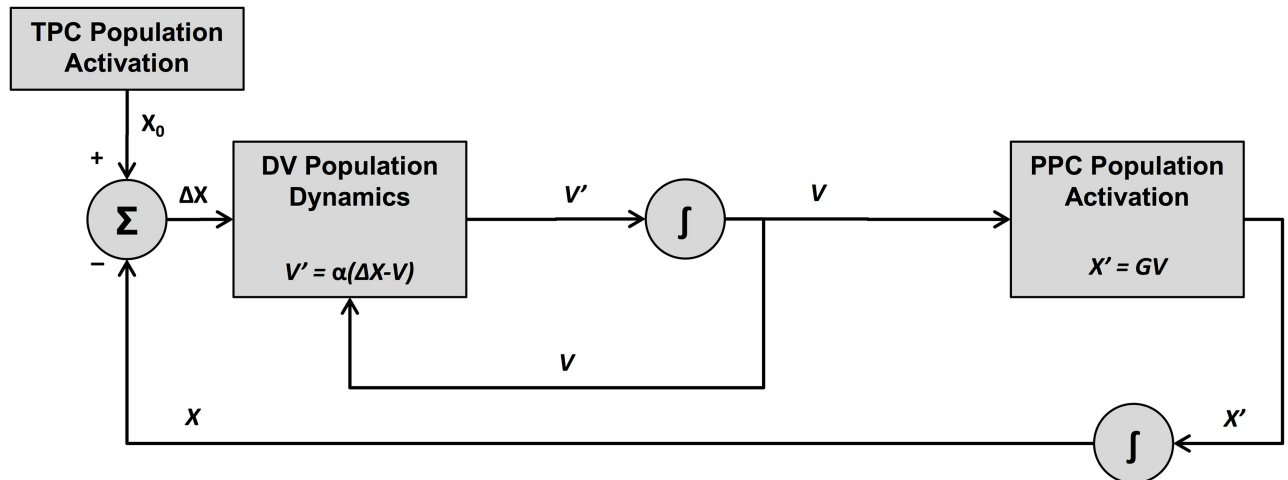 TPC Population
Activation
X₀
+
Σ
−
ΔX
DV Population
Dynamics
V' = α(ΔX-V)
V'
∫
V
PPC Population
Activation
X' = GV
V
X
∫
X'